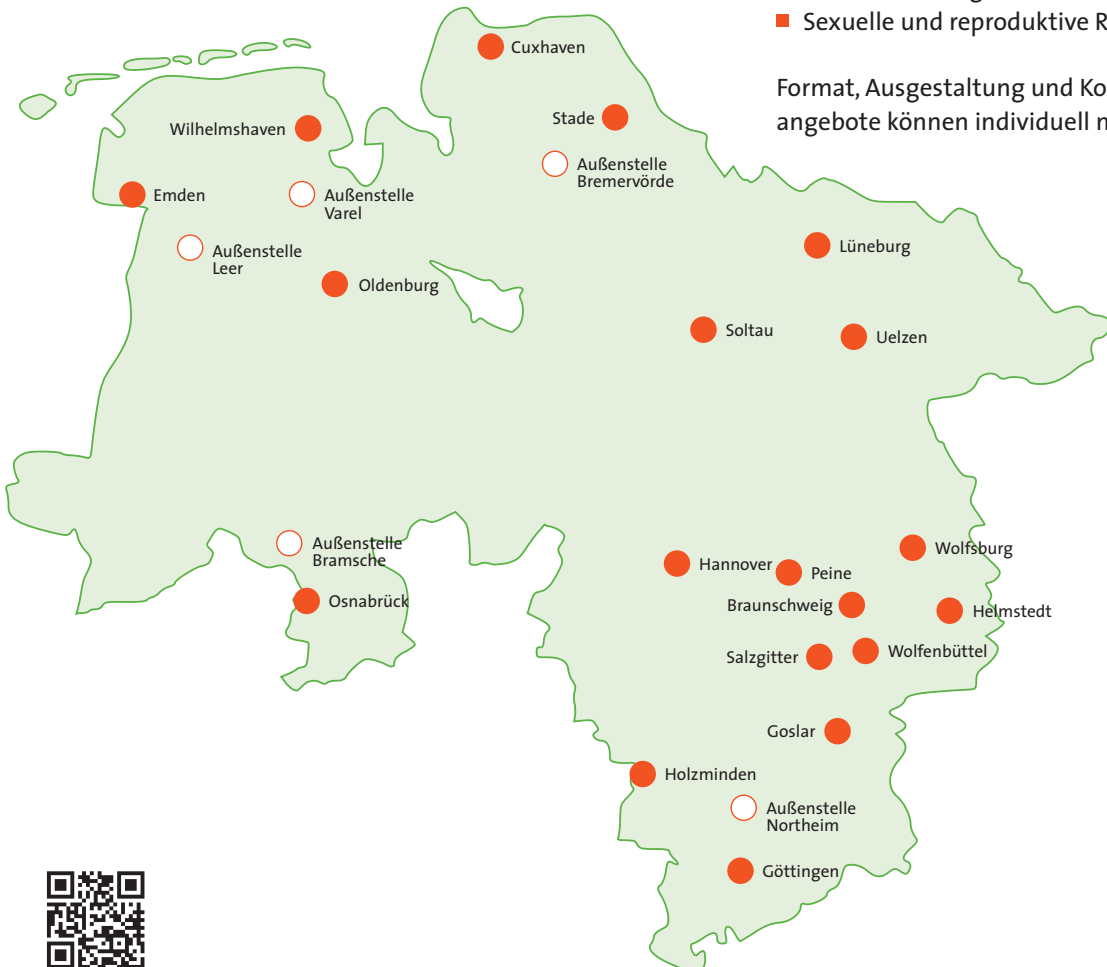 Sexuelle und reproduktive R
Format, Ausgestaltung und Ko
angebote können individuell n
Cuxhaven
Stade
Wilhelmshaven
Außenstelle
Bremervörde
Emden
Außenstelle
Varel
Außenstelle
Leer
Lüneburg
Oldenburg
Soltau
Uelzen
Außenstelle
Bramsche
Wolfsburg
Hannover
Peine
Osnabrück
Braunschweig
Helmstedt
Salzgitter
Wolfenbüttel
Goslar
Holzminden
Außenstelle
Northeim
Göttingen